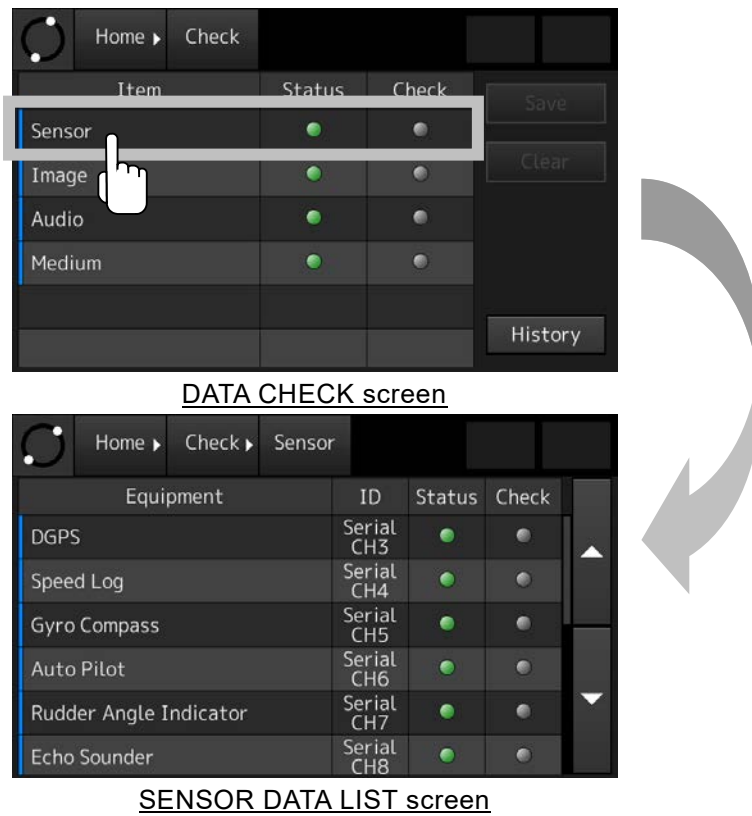 Home Check
Item Status Check
Save
Sensor
Clear
Image
Audio
Medium
History
DATA CHECK screen
Home Check Sensor
Equipment ID Status Check
DGPS Serial CH3
Speed Log Serial CH4
Gyro Compass Serial CH5
Auto Pilot Serial CH6
Rudder Angle Indicator Serial CH7
Echo Sounder Serial CH8
SENSOR DATA LIST screen